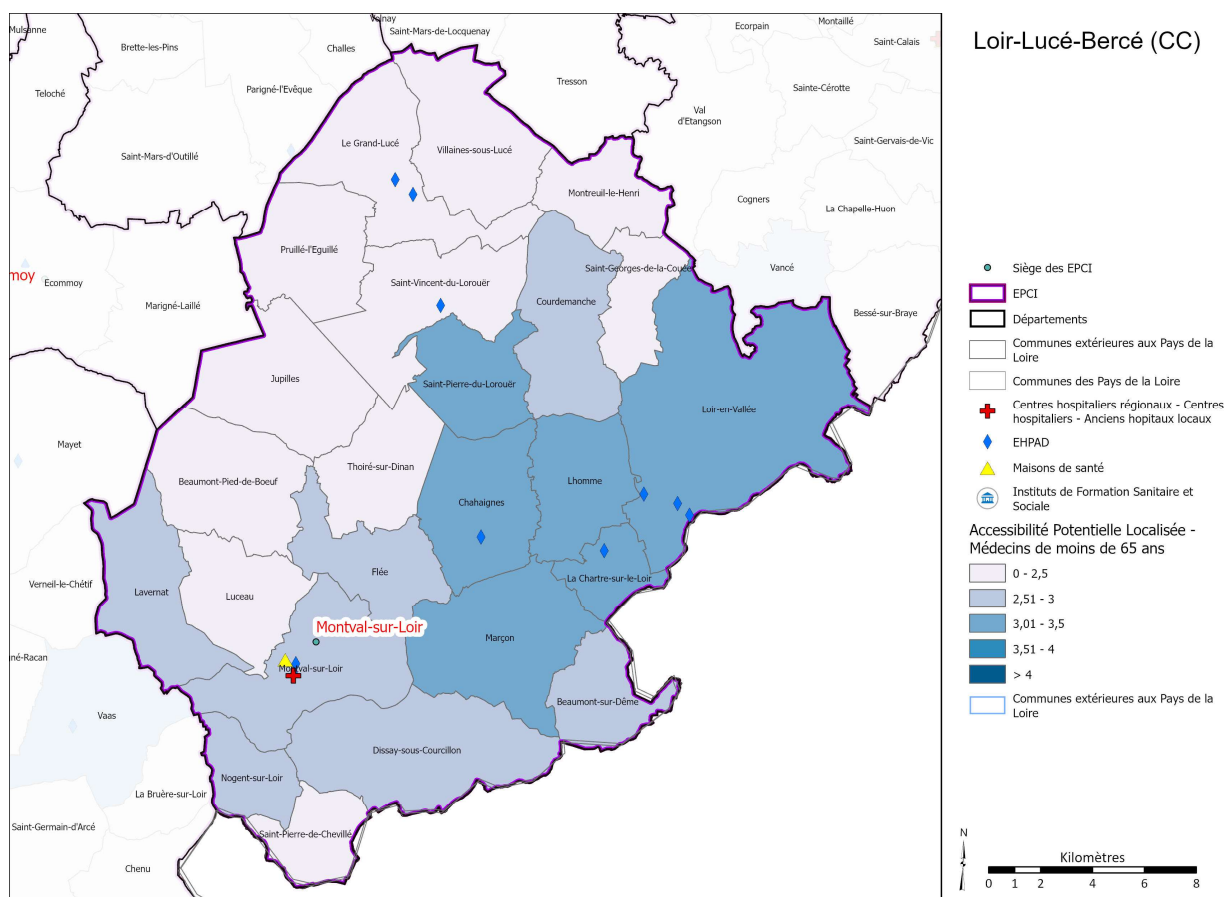 Mulsanne
Volnay
Saint-Mars-de-Locquenay
Ecorpain
Montaillé
Brette-les-Pins
Challes
Saint-Calais
Tresson
Teloché
Parigné-l'Evêque
Sainte-Cérotte
Val
d'Etangson
Saint-Mars-d'Outillé
Le Grand-Lucé
Villaines-sous-Lucé
Saint-Gervais-de-Vic
Montreuil-le-Henri
Cogners
La Chapelle-Huon
Pruillé-l'Eguillé
Saint-Georges-de-la-Couée
Vancé
moy
Ecommoy
Saint-Vincent-du-Lorouër
Courdemanche
Marigné-Laillé
Bessé-sur-Braye
Jupilles
Saint-Pierre-du-Lorouër
Loir-en-Vallée
Mayet
Thoiré-sur-Dinan
Beaumont-Pied-de-Boeuf
Lhomme
Chahaignes
Verneil-le-Chétif
Lavernat
Luceau
Flée
La Chartre-sur-le-Loir
Montval-sur-Loir
Marçon
né-Racan
Montval-sur-Loir
Beaumont-sur-Dême
Vaas
Dissay-sous-Courcillon
Nogent-sur-Loir
La Bruère-sur-Loir
Saint-Germain-d'Arcé
Saint-Pierre-de-Chevillé
Chenu
Loir-Lucé-Bercé (CC)
Siège des EPCI
EPCI
Départements
Communes extérieures aux Pays de la
Loire
Communes des Pays de la Loire
Centres hospitaliers régionaux - Centres
hospitaliers - Anciens hopitaux locaux
EHPAD
Maisons de santé
Instituts de Formation Sanitaire et
Sociale
Accessibilité Potentielle Localisée -
Médecins de moins de 65 ans
0 - 2,5
2,51 - 3
3,01 - 3,5
3,51 - 4
> 4
Communes extérieures aux Pays de la
Loire
N
Kilomètres
0 1 2 4 6 8